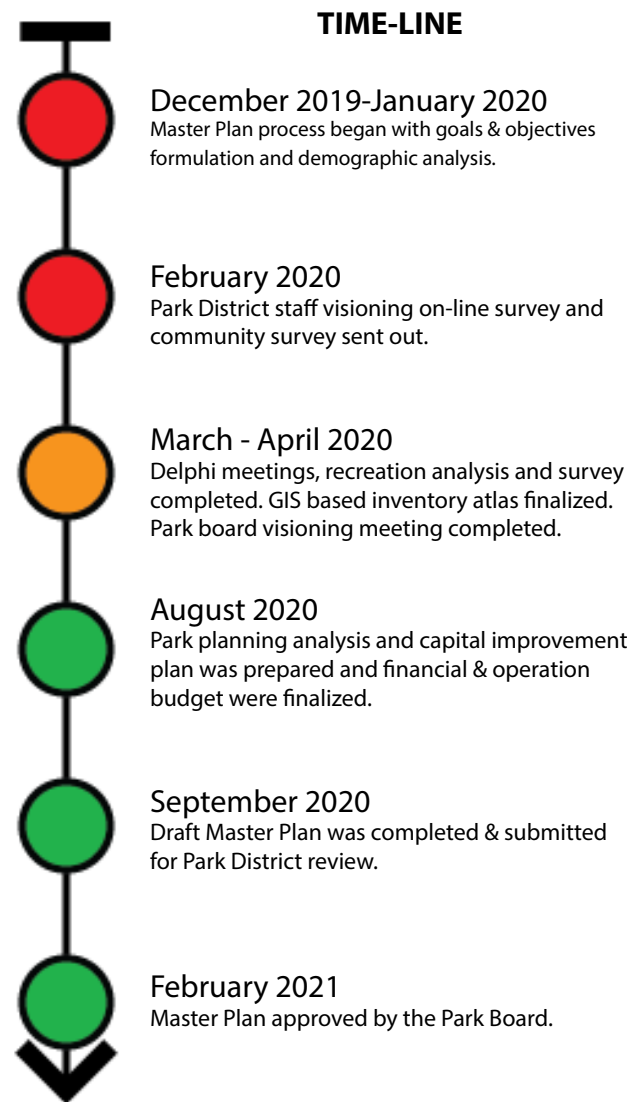 TIME-LINE
December 2019-January 2020
Master Plan process began with goals & objectives
formulation and demographic analysis.
February 2020
Park District staff visioning on-line survey and
community survey sent out.
March - April 2020
Delphi meetings, recreation analysis and survey
completed. GIS based inventory atlas finalized.
Park board visioning meeting completed.
August 2020
Park planning analysis and capital improvement
plan was prepared and financial & operation
budget were finalized.
September 2020
Draft Master Plan was completed & submitted
for Park District review.
February 2021
Master Plan approved by the Park Board.